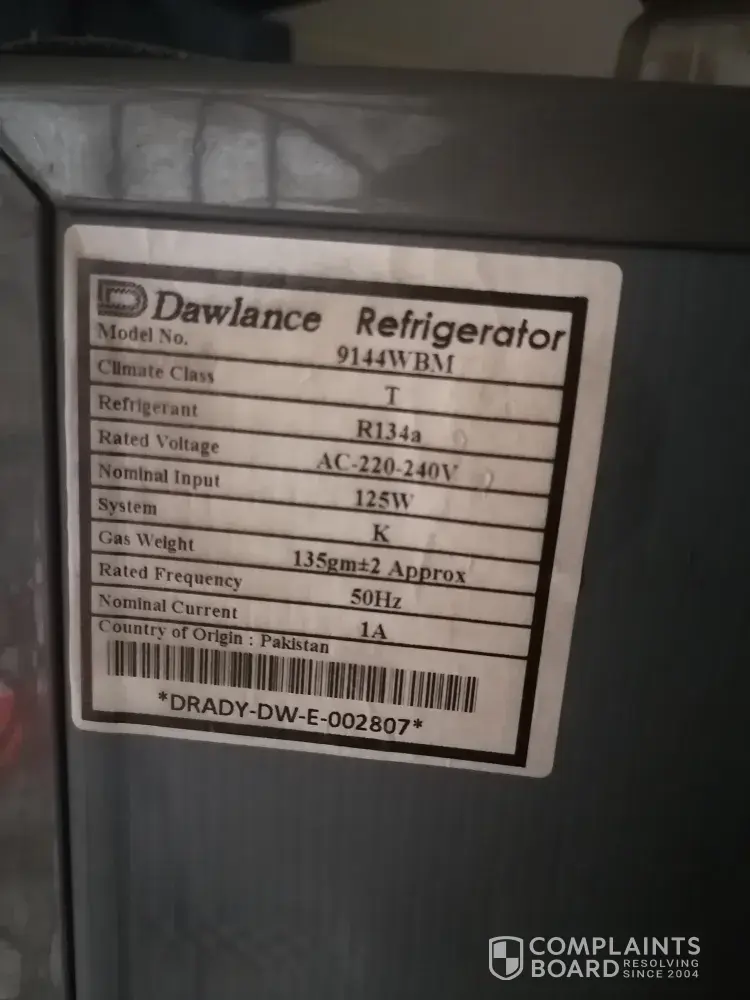 Dawlance Refrigerator
Model No. 9144WBM
Climate Class T
Refrigerant R134a
Rated Voltage AC-220-240V
Nominal Input 125W
System K
Gas Weight 135gm±2 Approx
Rated Frequency 50Hz
Nominal Current 1A
Country of Origin : Pakistan
*DRADY-DW-E-002807*
COMPLAINTS
BOARD RESOLVING
SINCE 2004